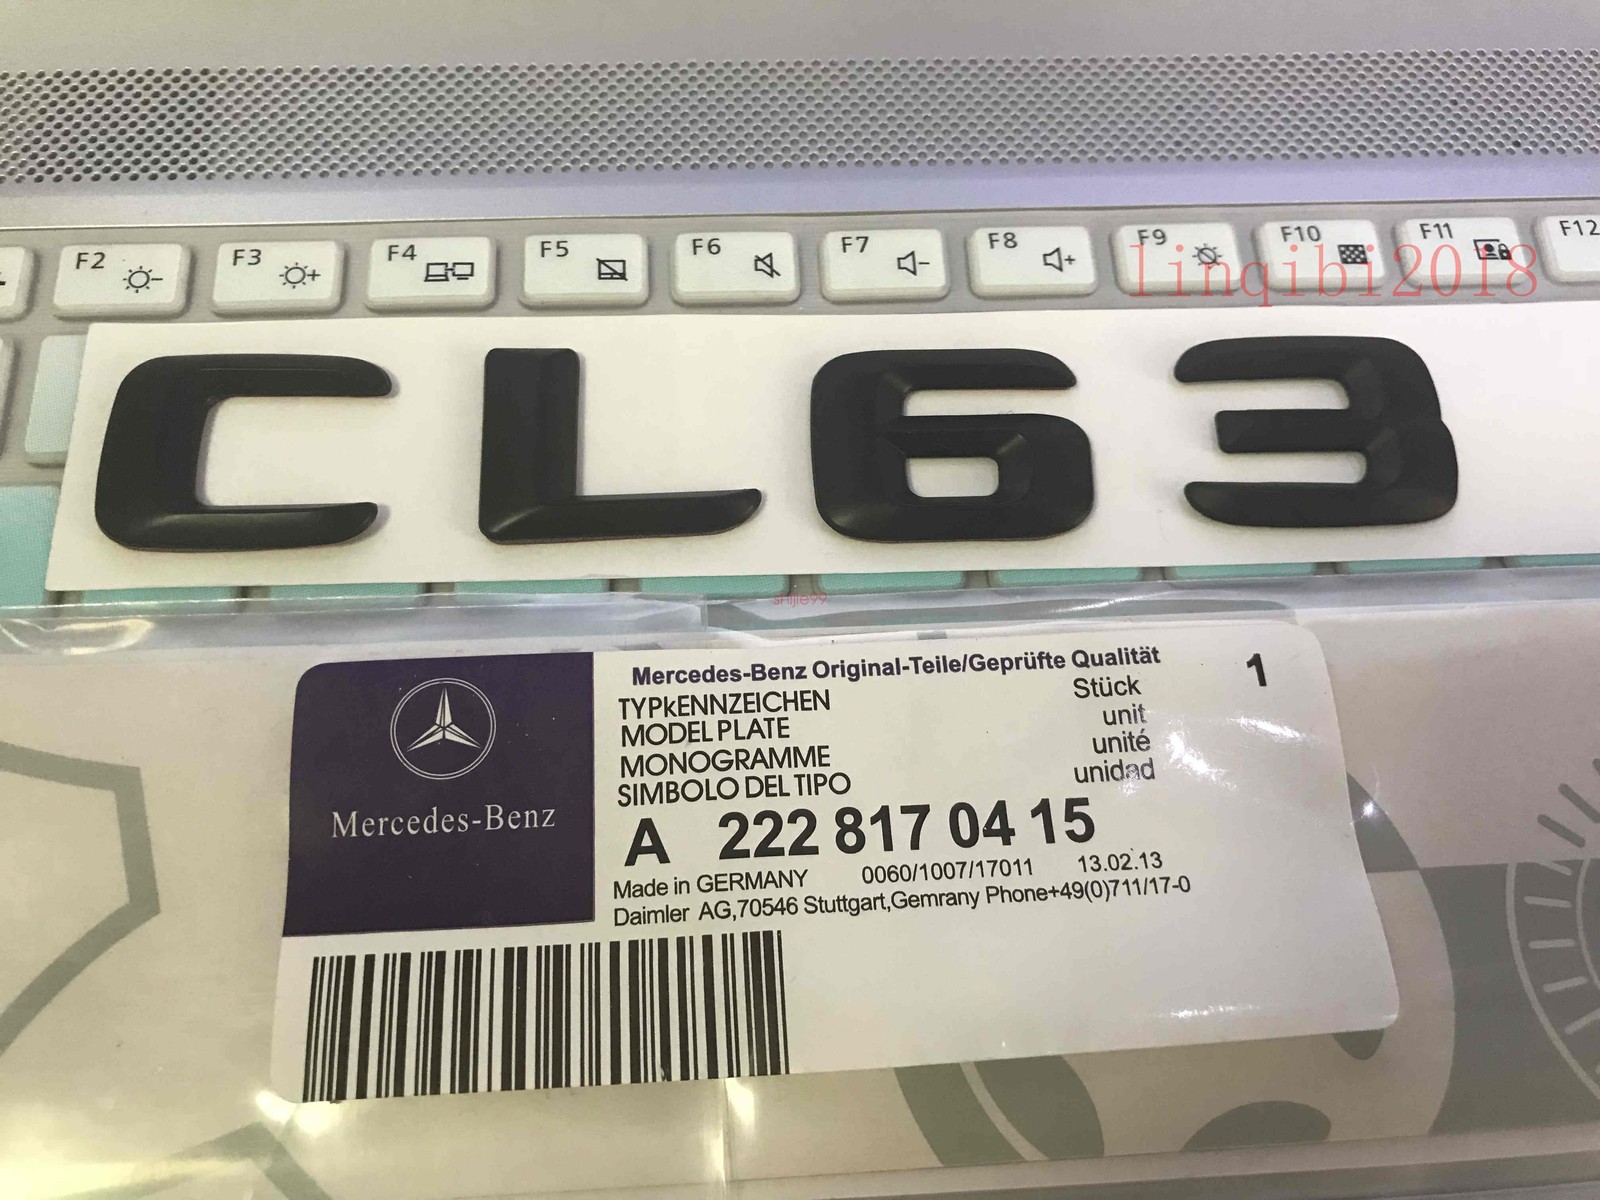 F2 F3 F4 F5 F6 F7 F8 F9 F10 F11 F12
linqibi2018
CL63
shijie99
Mercedes-Benz Original-Teile/Geprüfte Qualität 1
TYPkENNZEICHEN Stück
MODEL PLATE unit
MONOGRAMME unité
SIMBOLO DEL TIPO unidad
Mercedes-Benz
A 222 817 04 15
Made in GERMANY 0060/1007/17011 13.02.13
Daimler AG,70546 Stuttgart,Gemrany Phone+49(0)711/17-0